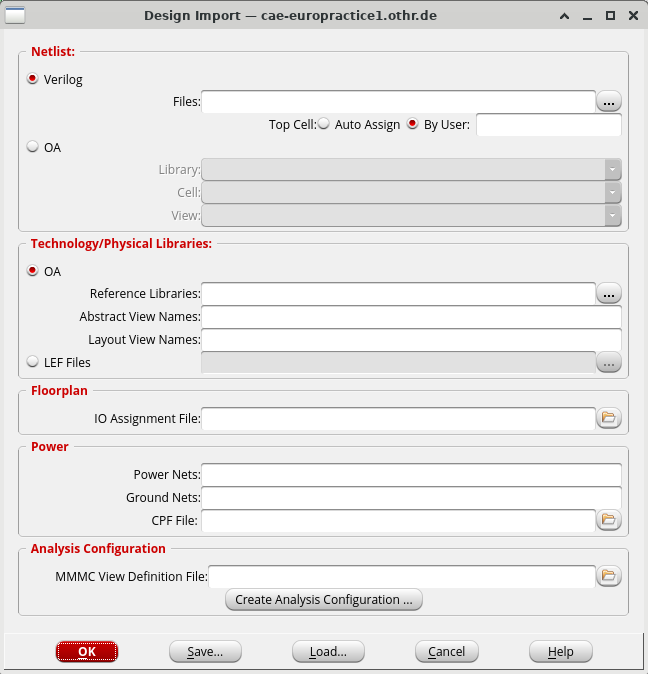 Design Import — cae-europractice1.othr.de
Netlist:
Verilog
Files:
...
Top Cell: Auto Assign By User:
OA
Library:
Cell:
View:
Technology/Physical Libraries:
OA
Reference Libraries:
...
Abstract View Names:
Layout View Names:
LEF Files
...
Floorplan
IO Assignment File:
Power
Power Nets:
Ground Nets:
CPF File:
Analysis Configuration
MMMC View Definition File:
Create Analysis Configuration ...
OK Save... Load... Cancel Help